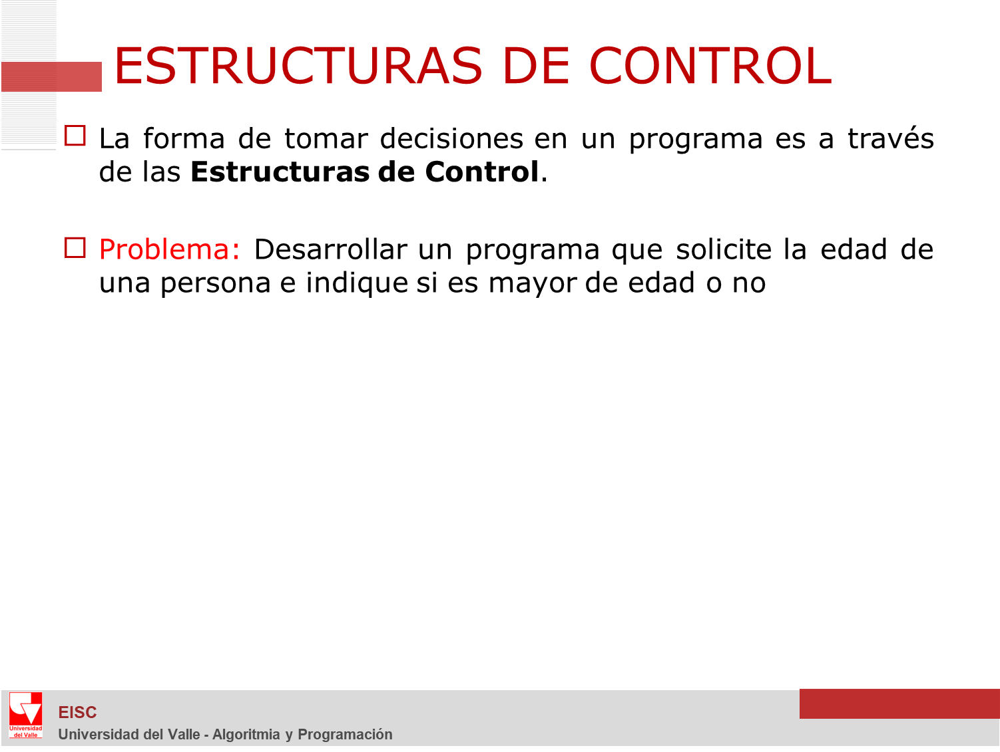 ESTRUCTURAS DE CONTROL
La forma de tomar decisiones en un programa es a través
de las Estructuras de Control.
Problema: Desarrollar un programa que solicite la edad de
una persona e indique si es mayor de edad o no
Universidad
del Valle
EISC
Universidad del Valle - Algoritmia y Programación